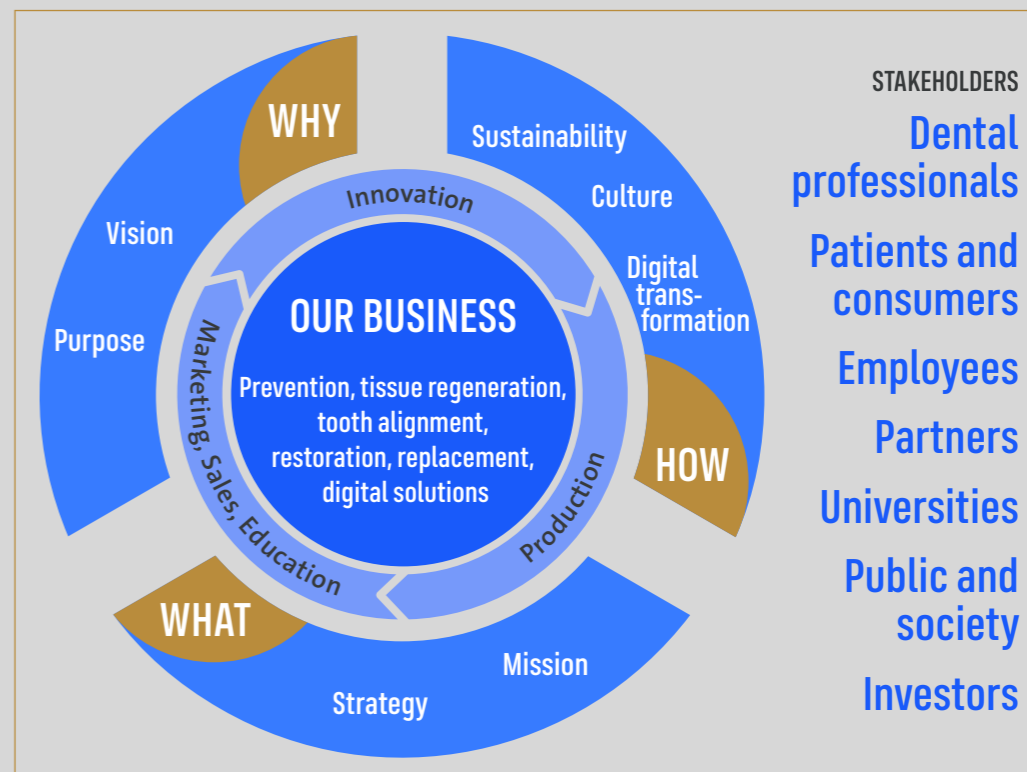 WHY
Vision
Purpose
Sustainability
Culture
Digital
trans-
formation
HOW
WHAT
Strategy
Mission
Innovation
Production
Marketing, Sales, Education
OUR BUSINESS
Prevention, tissue regeneration,
tooth alignment,
restoration, replacement,
digital solutions
STAKEHOLDERS
Dental
professionals
Patients and
consumers
Employees
Partners
Universities
Public and
society
Investors